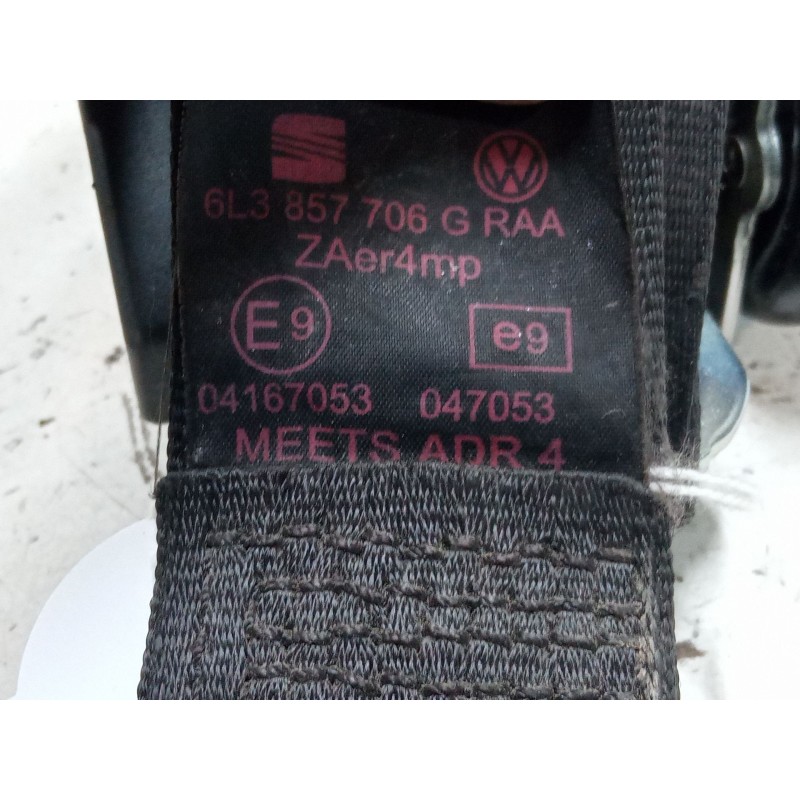 6L3 857 706 G RAA
ZAer4mp
E9 e9
04167053 047053
MEETS ADR 4